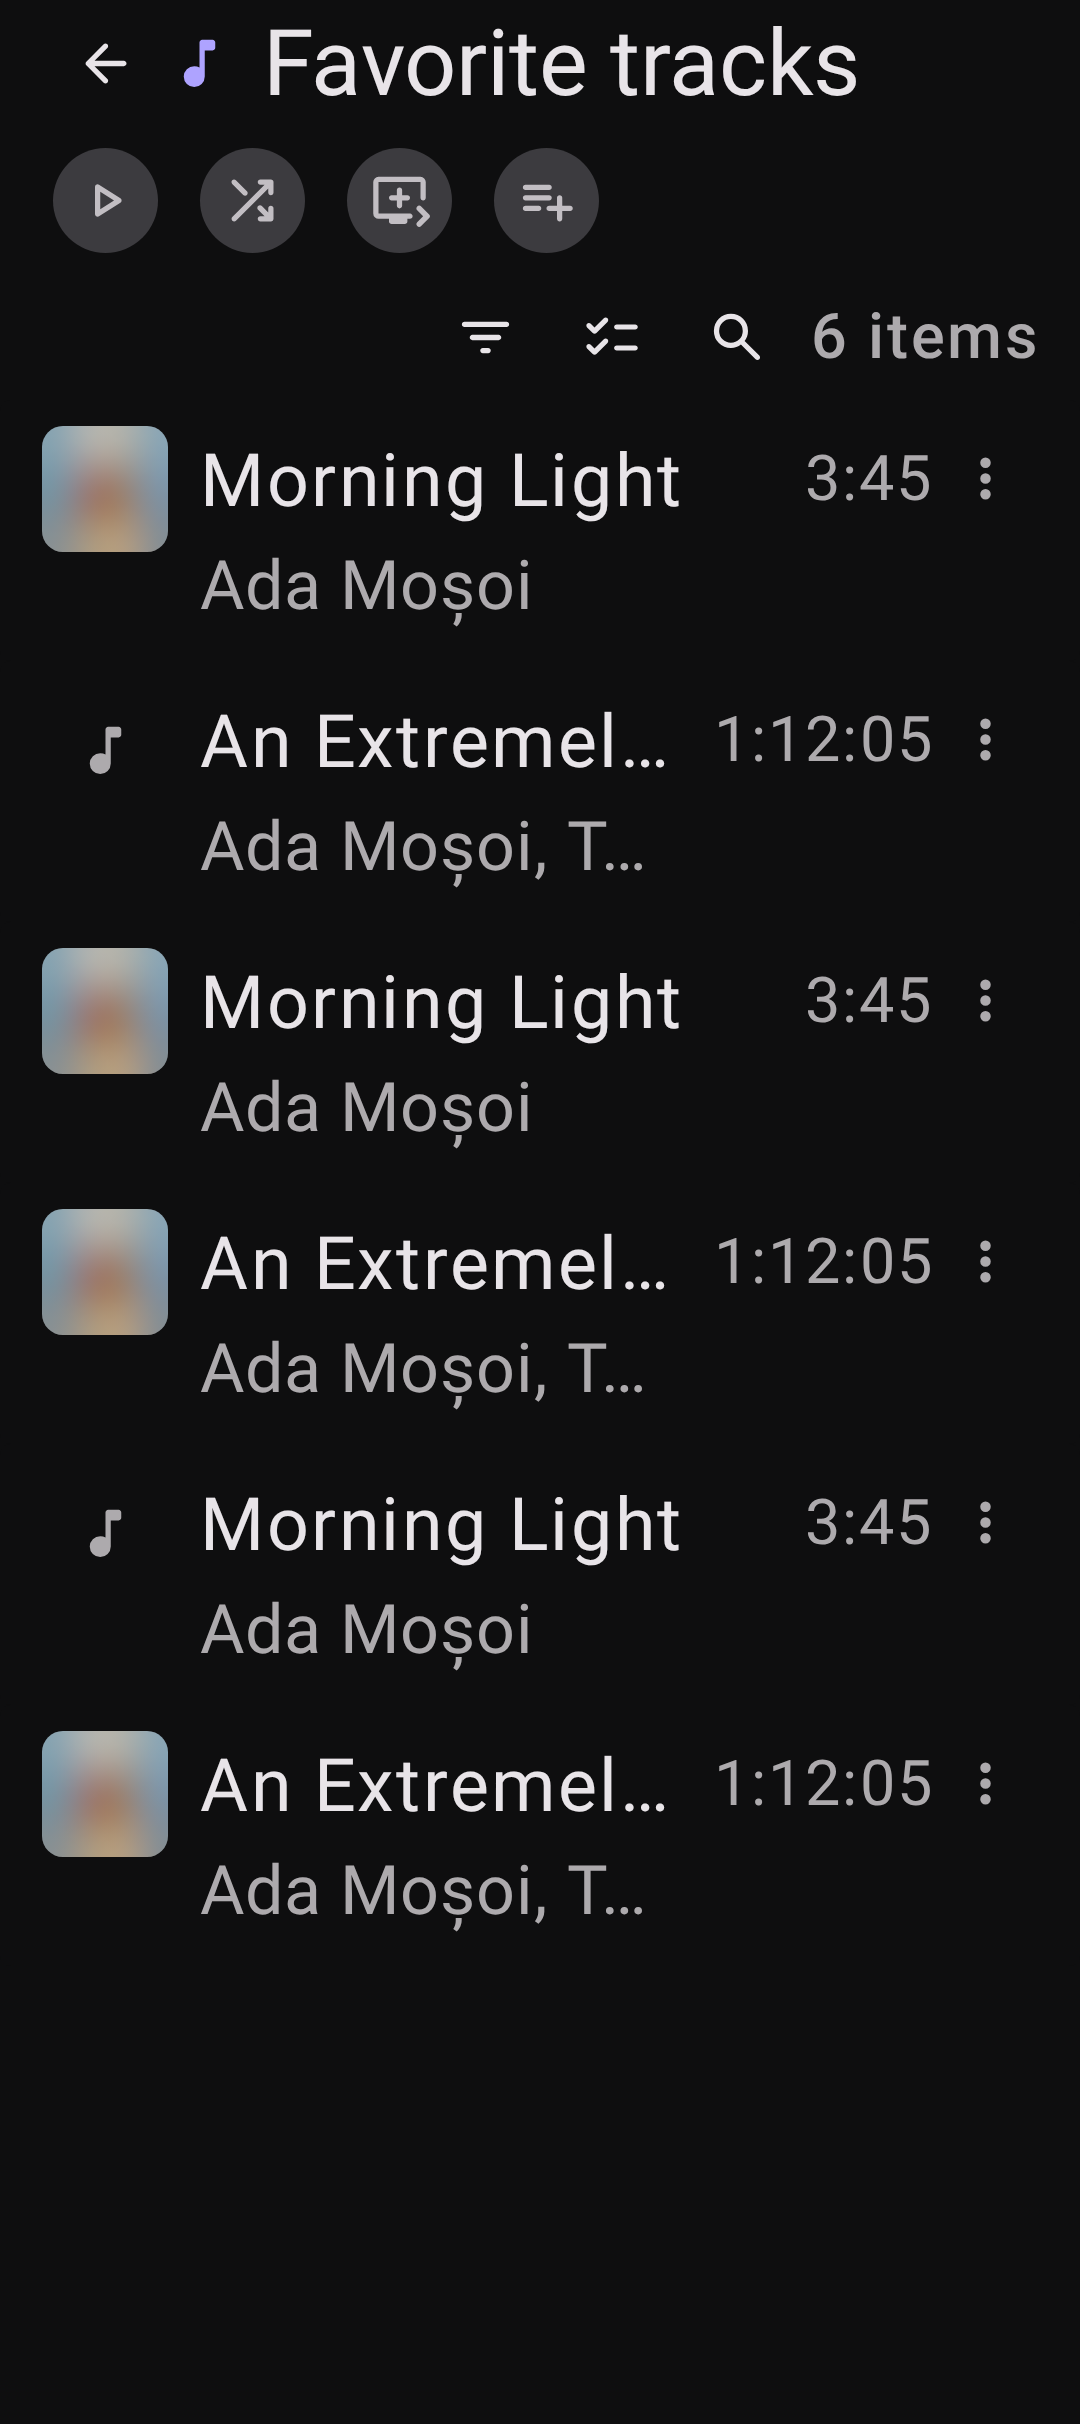 Favorite tracks
6 items
Morning Light 3:45
Ada Moșoi
An Extremel… 1:12:05
Ada Moșoi, T…
Morning Light 3:45
Ada Moșoi
An Extremel… 1:12:05
Ada Moșoi, T…
Morning Light 3:45
Ada Moșoi
An Extremel… 1:12:05
Ada Moșoi, T…